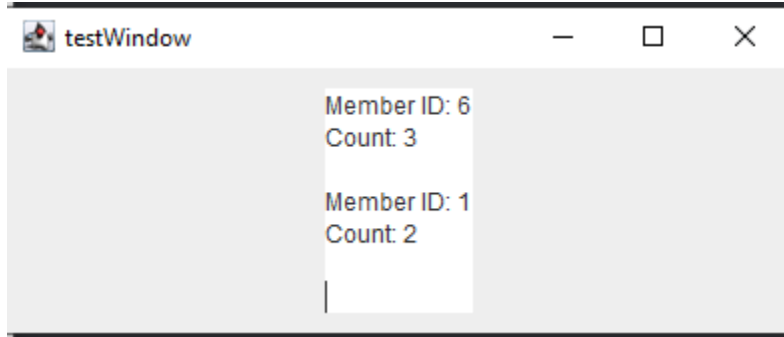 testWindow
Member ID: 6
Count: 3
Member ID: 1
Count: 2